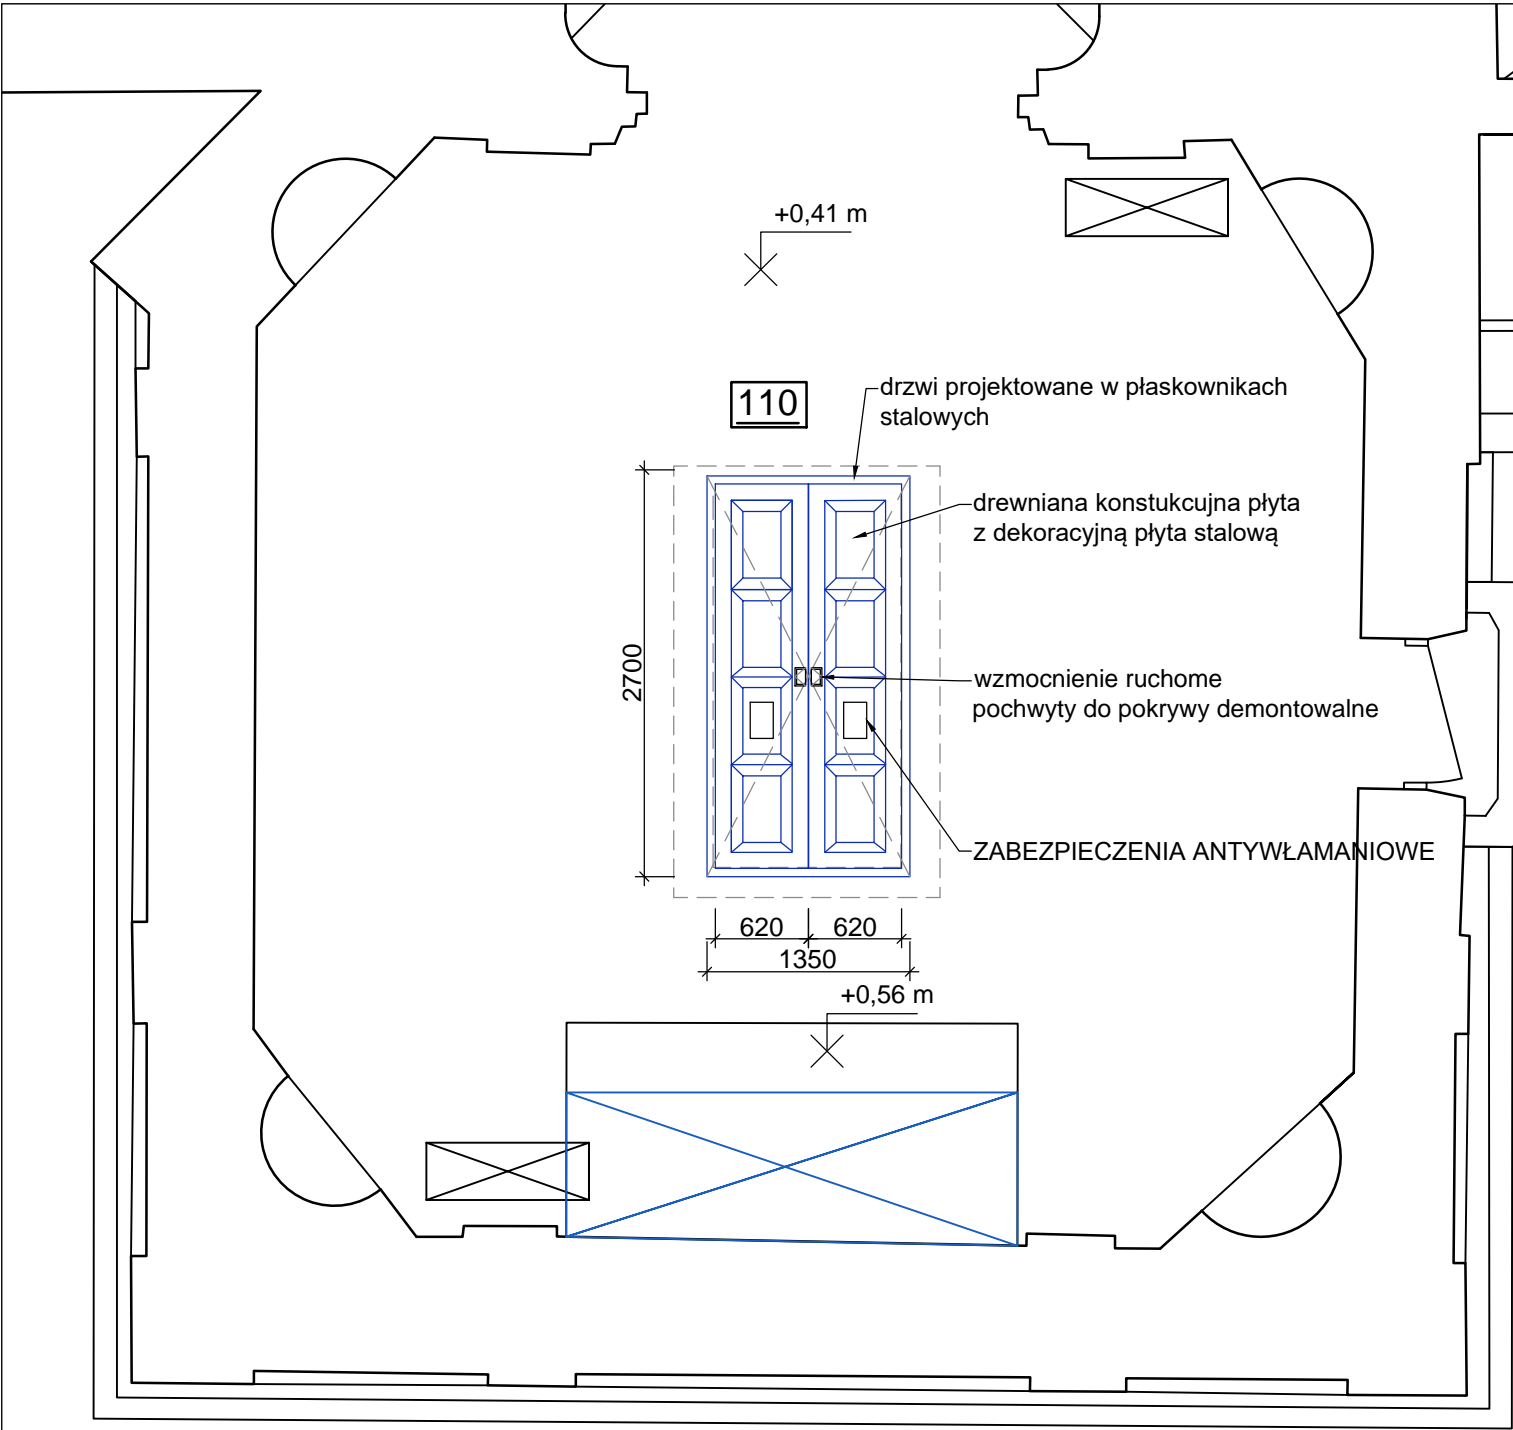 +0,41 m
110
drzwi projektowane w płaskownikach
stalowych
drewniana konstukcujna płyta
z dekoracyjną płyta stalową
2700
wzmocnienie ruchome
pochwyty do pokrywy demontowalne
ZABEZPIECZENIA ANTYWŁAMANIOWE
620 620
1350
+0,56 m